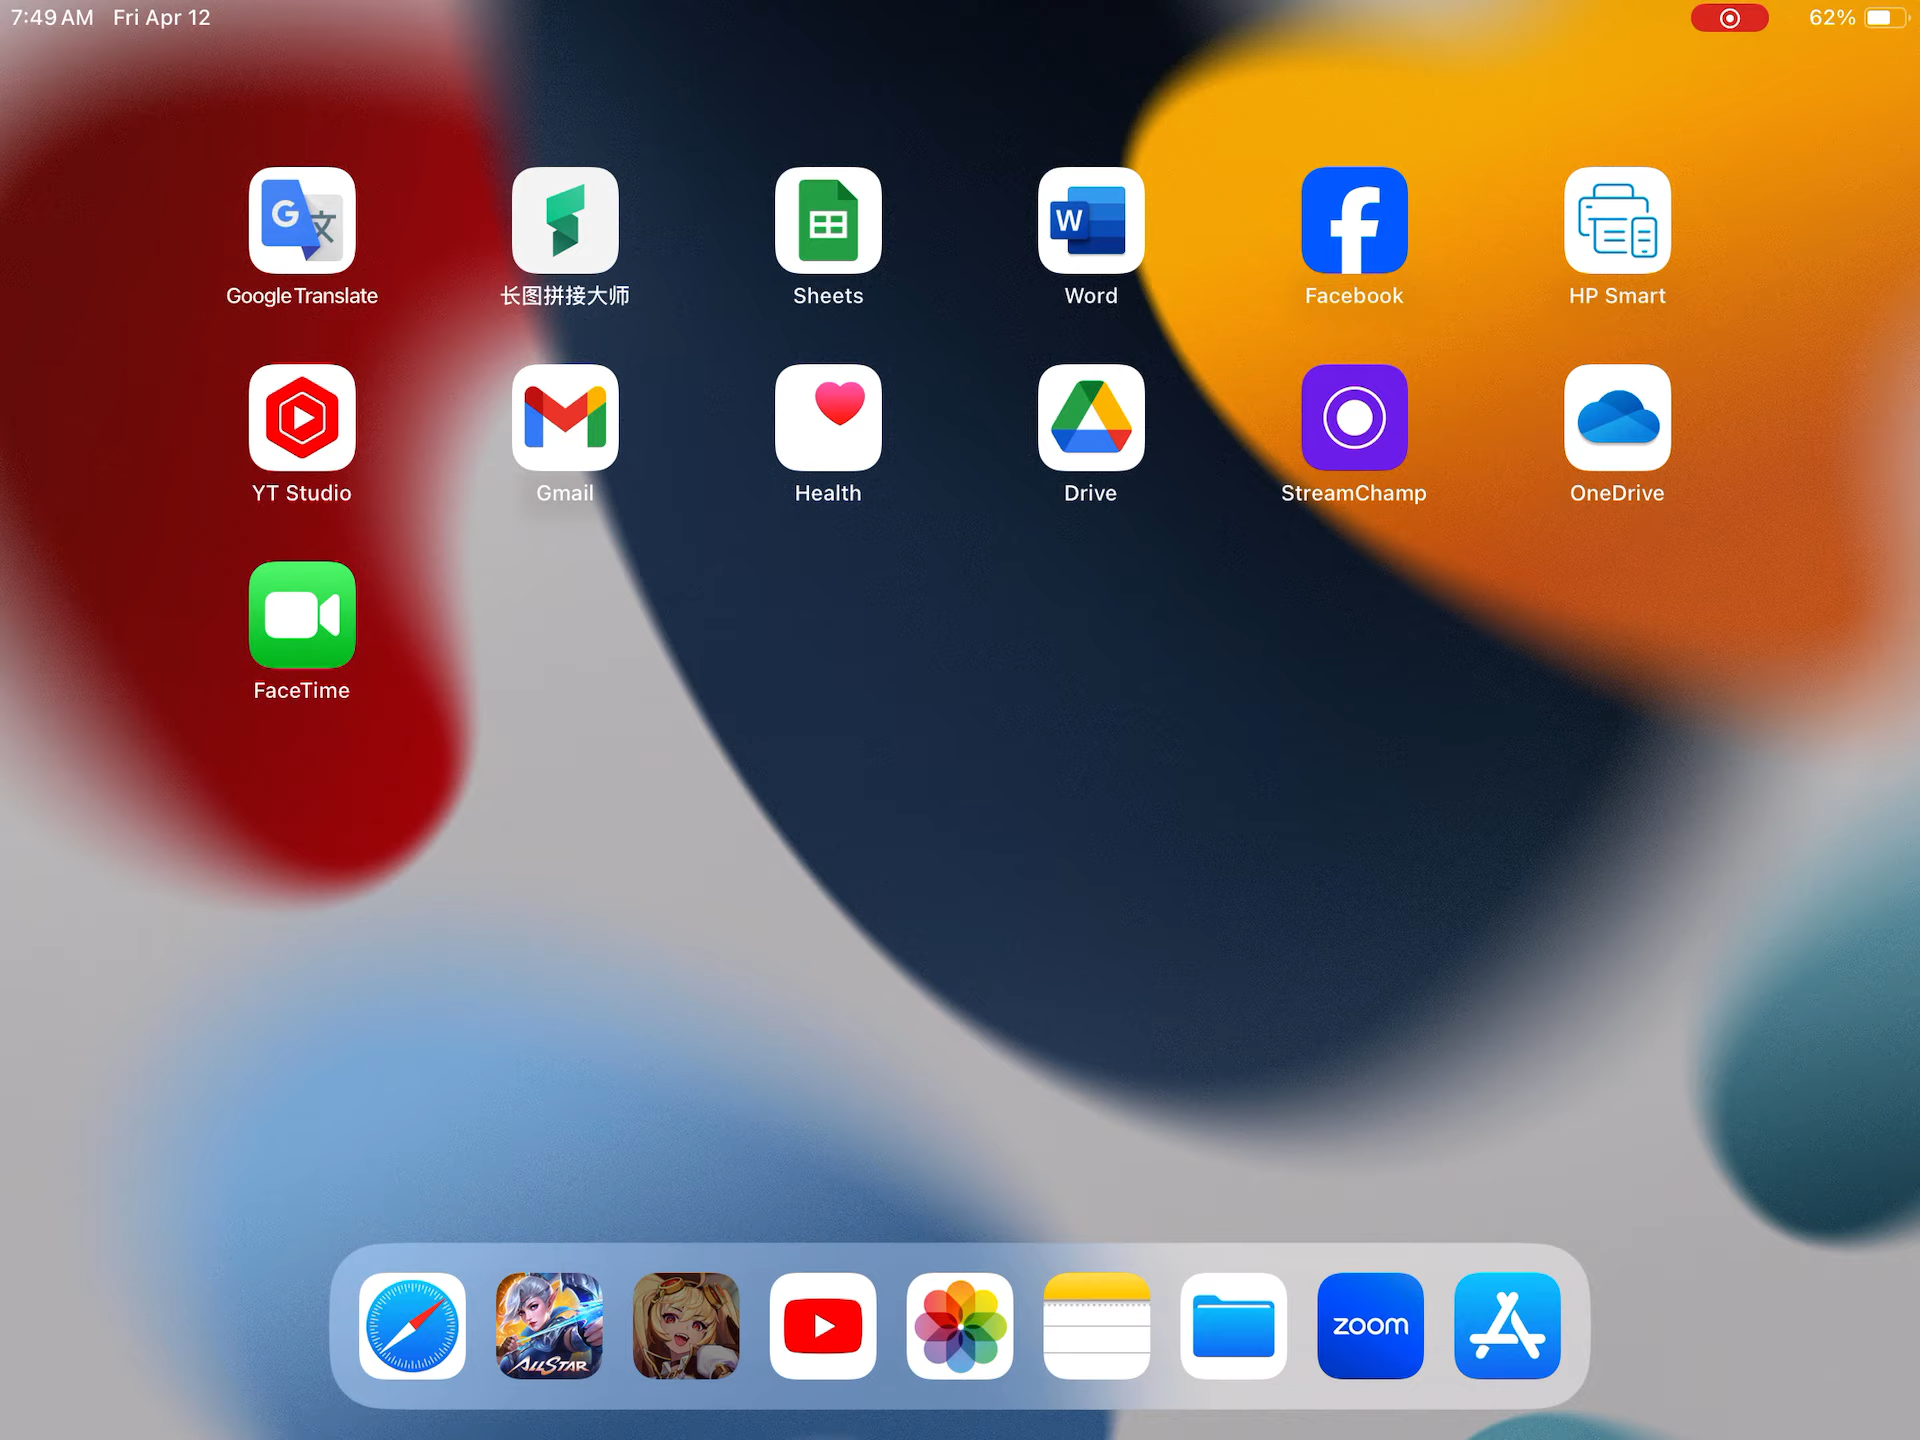 7:49 AM Fri Apr 12
62%
Google Translate
长图拼接大师
Sheets
W
Word
Facebook
HP Smart
YT Studio
Gmail
Health
Drive
StreamChamp
OneDrive
FaceTime
ALLSTAR
zoom